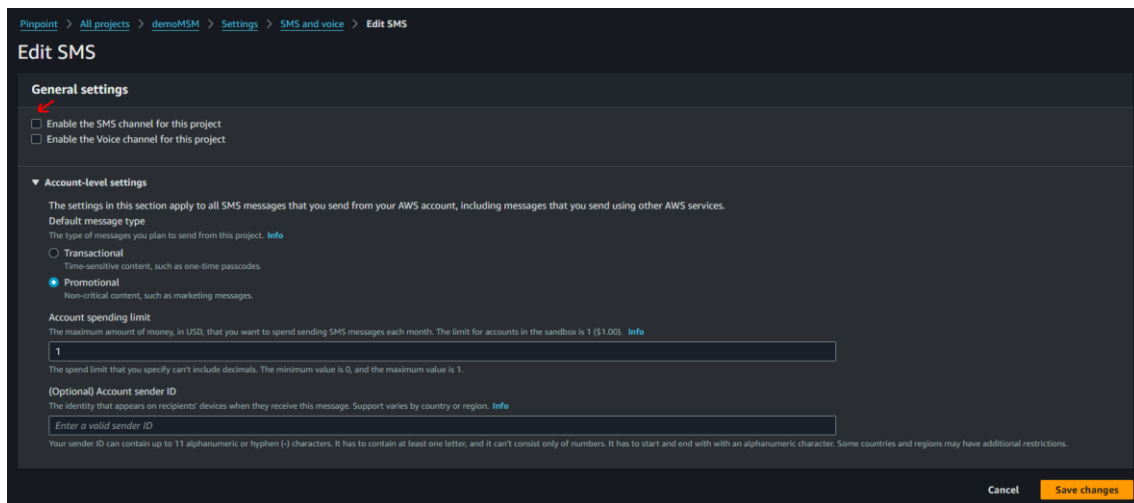 Pinpoint > All projects > demoMSM > Settings > SMS and voice > Edit SMS
Edit SMS
General settings
Enable the SMS channel for this project
Enable the Voice channel for this project
Account-level settings
The settings in this section apply to all SMS messages that you send from your AWS account, including messages that you send using other AWS services.
Default message type
The type of messages you plan to send from this project. Info
Transactional
Time-sensitive content, such as one-time passcodes.
Promotional
Non-critical content, such as marketing messages.
Account spending limit
The maximum amount of money, in USD, that you want to spend sending SMS messages each month. The limit for accounts in the sandbox is 1 ($1.00). Info
1
The spend limit that you specify can't include decimals. The minimum value is 0, and the maximum value is 1.
(Optional) Account sender ID
The identity that appears on recipients' devices when they receive this message. Support varies by country or region. Info
Enter a valid sender ID
Your sender ID can contain up to 11 alphanumeric or hyphen (-) characters. It has to contain at least one letter, and it can't consist only of numbers. It has to start and end with with an alphanumeric character. Some countries and regions may have additional restrictions.
Cancel Save changes